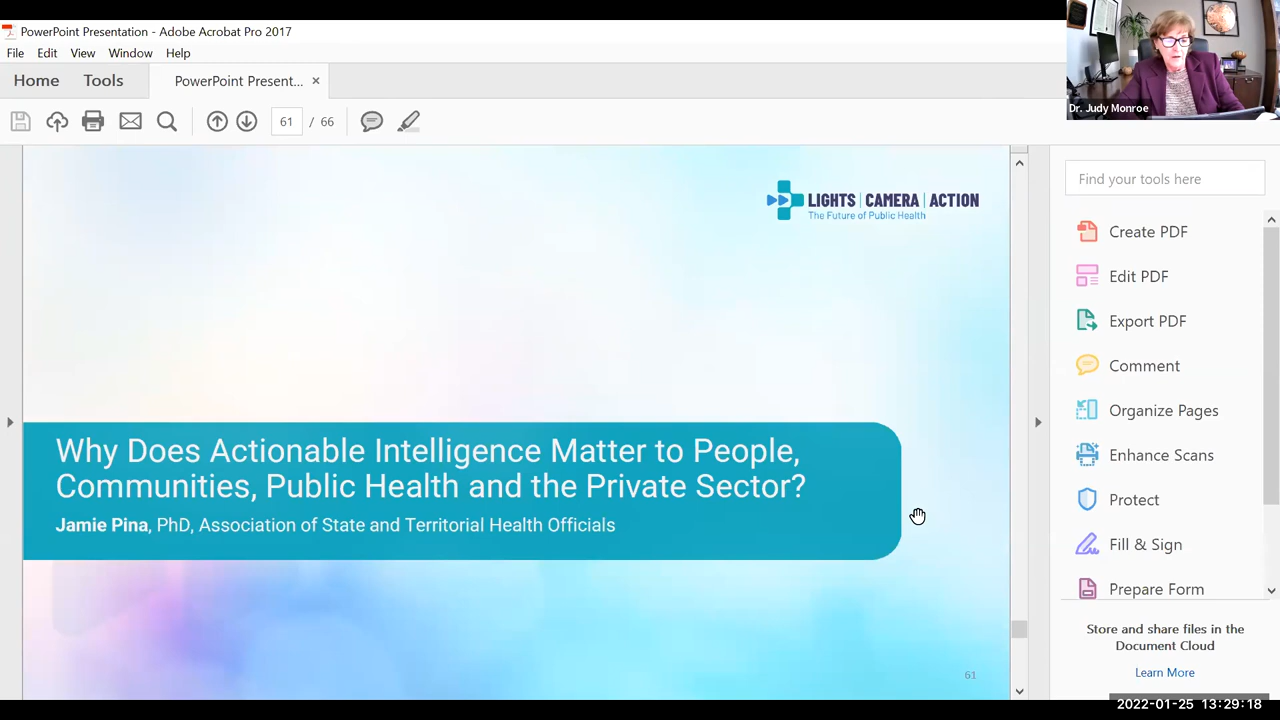 PowerPoint Presentation - Adobe Acrobat Pro 2017
File Edit View Window Help
Home Tools PowerPoint Present... ×
61 / 66
Dr. Judy Monroe
LIGHTS | CAMERA | ACTION
The Future of Public Health
Why Does Actionable Intelligence Matter to People,
Communities, Public Health and the Private Sector?
Jamie Pina, PhD, Association of State and Territorial Health Officials
61
Find your tools here
Create PDF
Edit PDF
Export PDF
Comment
Organize Pages
Enhance Scans
Protect
Fill & Sign
Prepare Form
Store and share files in the
Document Cloud
Learn More
2022-01-25 13:29:18